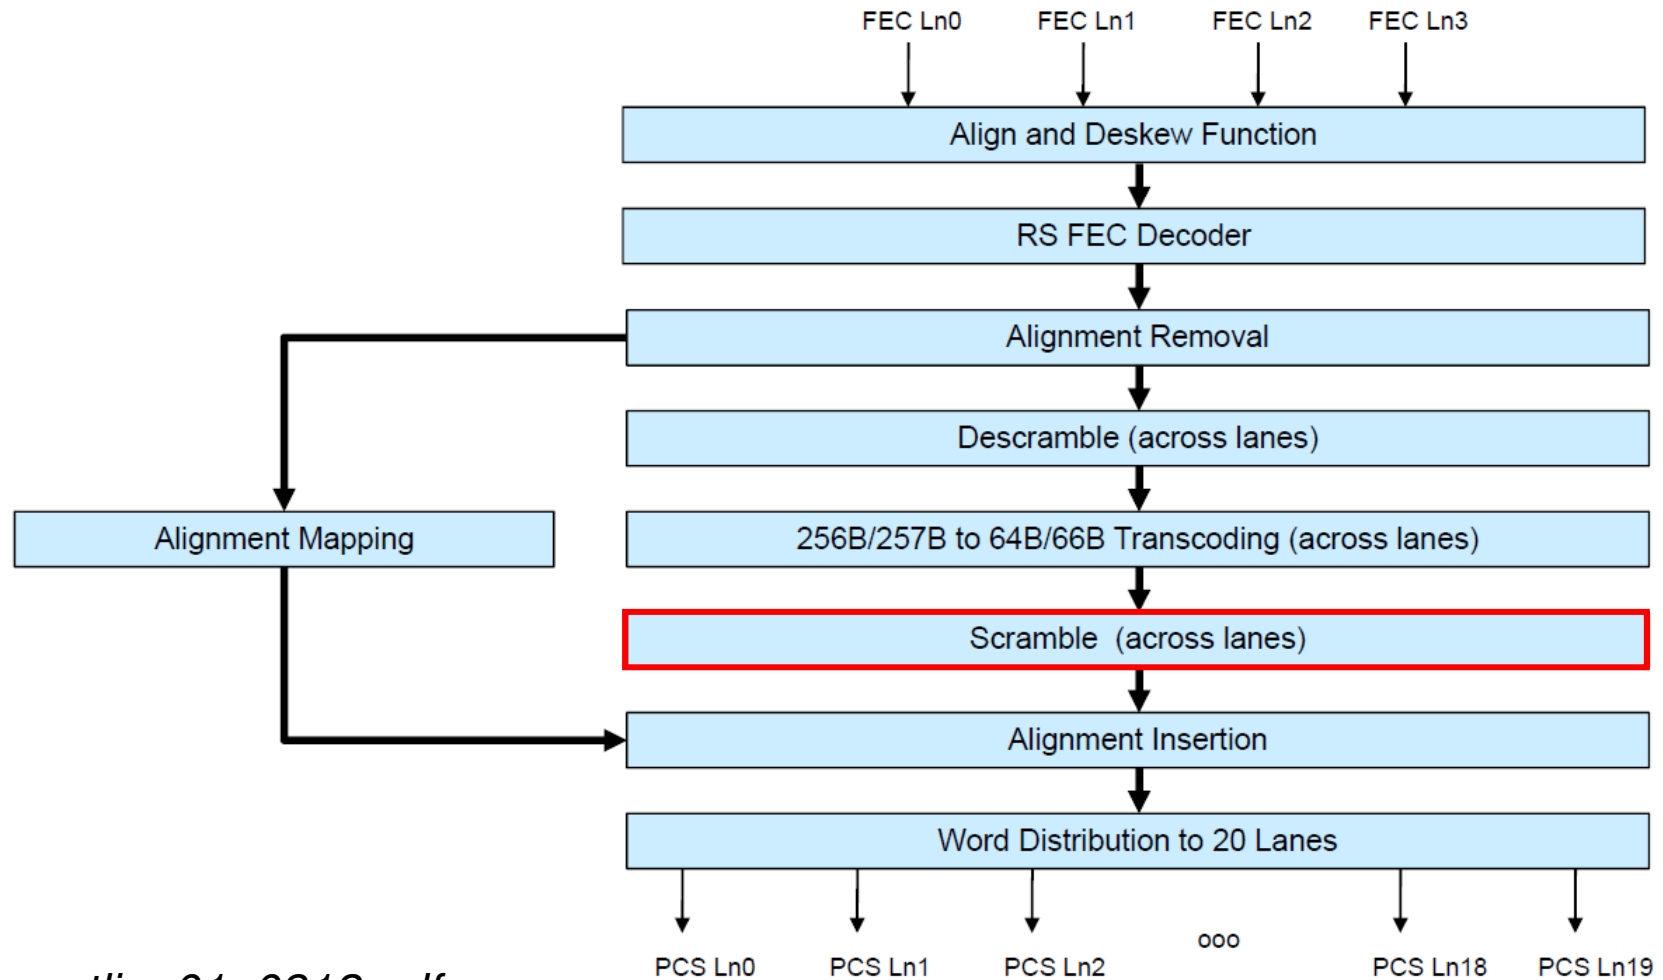 FEC Ln0 FEC Ln1 FEC Ln2 FEC Ln3
Align and Deskew Function
RS FEC Decoder
Alignment Removal
Descramble (across lanes)
Alignment Mapping
256B/257B to 64B/66B Transcoding (across lanes)
Scramble (across lanes)
Alignment Insertion
Word Distribution to 20 Lanes
ooo
PCS Ln0 PCS Ln1 PCS Ln2 PCS Ln18 PCS Ln19